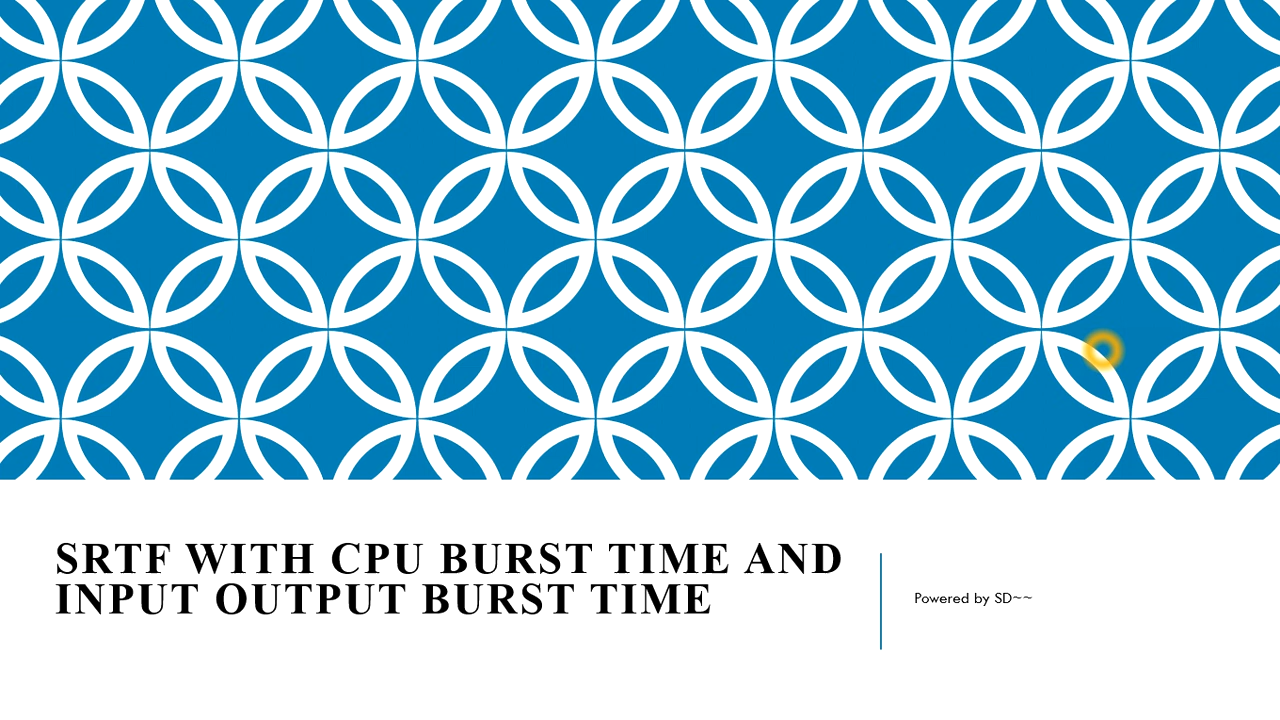 SRTF WITH CPU BURST TIME AND
INPUT OUTPUT BURST TIME
Powered by SD~~